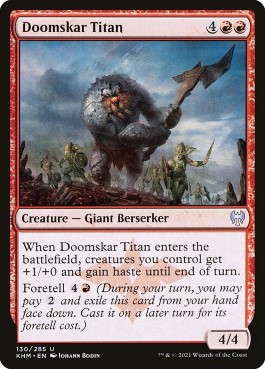 Doomskar Titan 4
Creature — Giant Berserker
When Doomskar Titan enters the
battlefield, creatures you control get
+1/+0 and gain haste until end of turn.
Foretell 4 (During your turn, you may
pay 2 and exile this card from your hand
face down. Cast it on a later turn for its
foretell cost.)
4/4
130/285 U
KHM • EN Johann Bodin
™ & © 2021 Wizards of the Coast